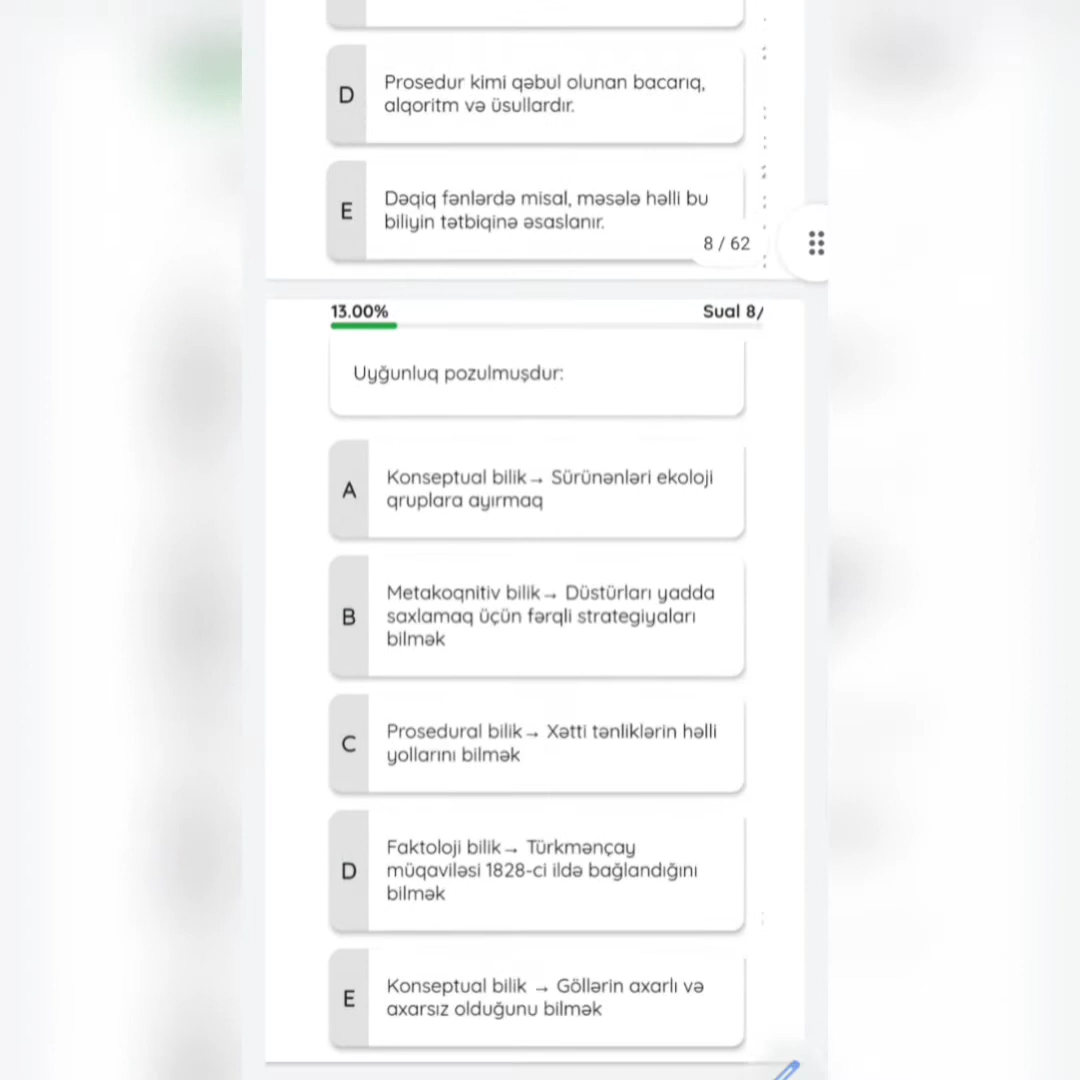 D
Prosedur kimi qəbul olunan bacarıq,
alqoritm və üsullardır.
E
Dəqiq fənlərdə misal, məsələ həlli bu
biliyin tətbiqinə əsaslanır.
8 / 62
13.00%
Sual 8/
Uyğunluq pozulmuşdur:
A
Konseptual bilik→ Sürünənləri ekoloji
qruplara ayırmaq
B
Metakoqnitiv bilik→ Düstürları yadda
saxlamaq üçün fərqli strategiyaları
bilmək
C
Prosedural bilik→ Xətti tənliklərin həlli
yollarını bilmək
D
Faktoloji bilik→ Türkmənçay
müqaviləsi 1828-ci ildə bağlandığını
bilmək
E
Konseptual bilik → Göllərin axarlı və
axarsız olduğunu bilmək